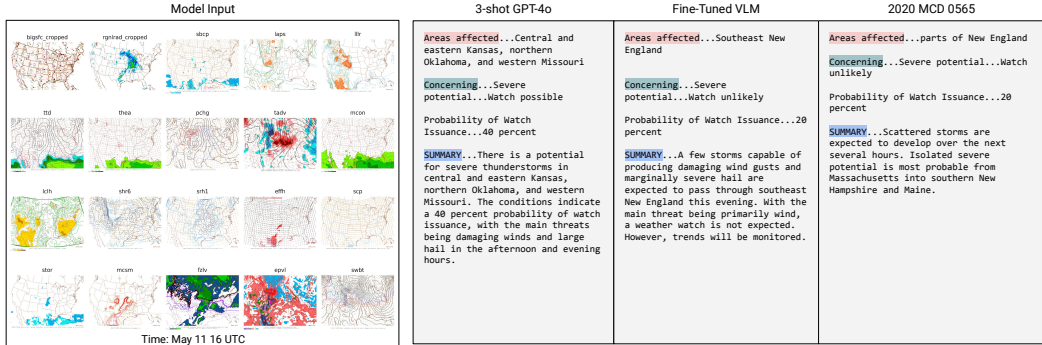 Model Input
bigsfc_cropped rgnlrad_cropped sbcp laps lllr
ttd thea pchg tadv mcon
lclh shr6 srh1 effh scp
stor mcsm fzlv epvl swbt
Time: May 11 16 UTC
3-shot GPT-4o
Areas affected...Central and
eastern Kansas, northern
Oklahoma, and western Missouri
Concerning...Severe
potential...Watch possible
Probability of Watch
Issuance...40 percent
SUMMARY...There is a potential
for severe thunderstorms in
central and eastern Kansas,
northern Oklahoma, and western
Missouri. The conditions indicate
a 40 percent probability of watch
issuance, with the main threats
being damaging winds and large
hail in the afternoon and evening
hours.
Fine-Tuned VLM
Areas affected...Southeast New
England
Concerning...Severe
potential...Watch unlikely
Probability of Watch Issuance...20
percent
SUMMARY...A few storms capable of
producing damaging wind gusts and
marginally severe hail are
expected to pass through southeast
New England this evening. With the
main threat being primarily wind,
a weather watch is not expected.
However, trends will be monitored.
2020 MCD 0565
Areas affected...parts of New England
Concerning...Severe potential...Watch
unlikely
Probability of Watch Issuance...20
percent
SUMMARY...Scattered storms are
expected to develop over the next
several hours. Isolated severe
potential is most probable from
Massachusetts into southern New
Hampshire and Maine.